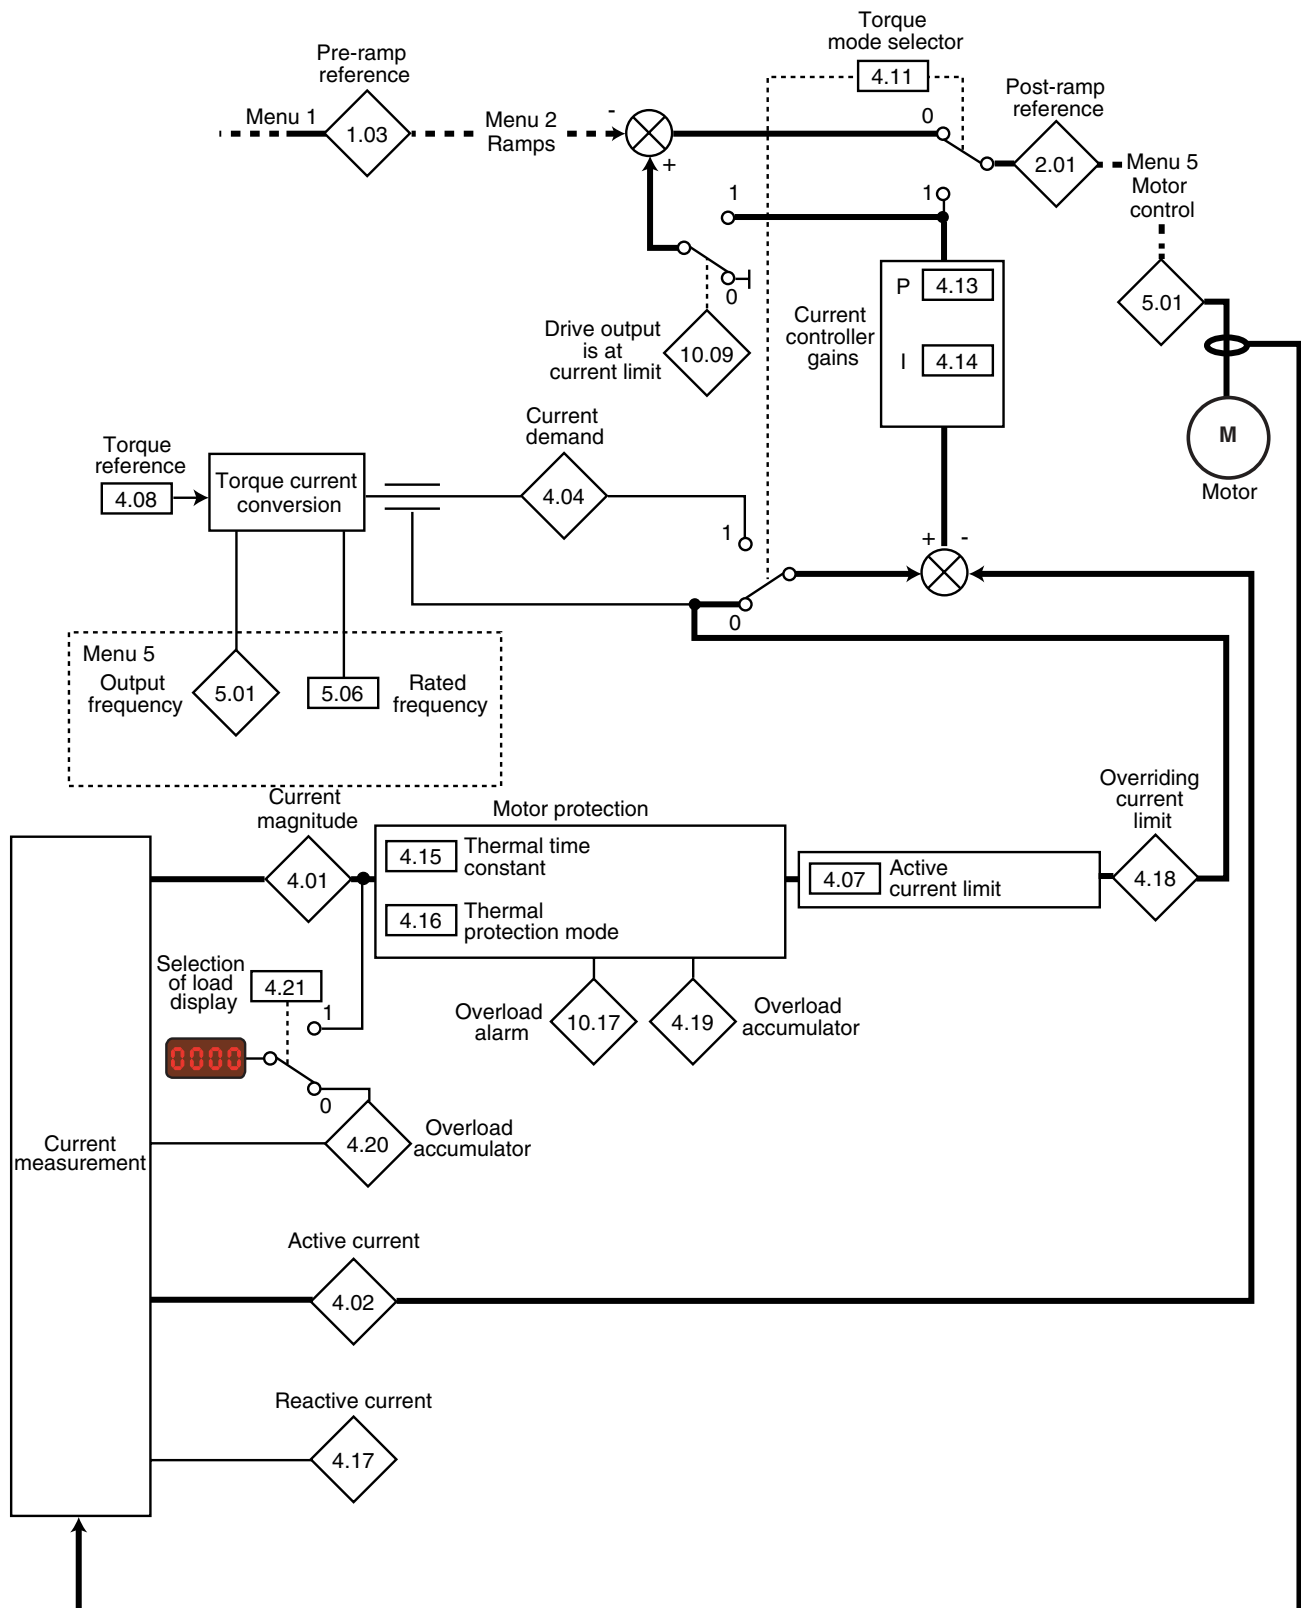 Torque
mode selector
4.11
Pre-ramp
reference
Menu 1
1.03
Menu 2
Ramps
-
+
0
Post-ramp
reference
2.01
Menu 5
Motor
control
1
1
0
P
4.13
I
4.14
Current
controller
gains
5.01
Drive output
is at
current limit
10.09
M
Motor
Current
demand
Torque
reference
4.08
Torque current
conversion
4.04
1
+
-
0
Menu 5
Output
frequency
5.01
5.06
Rated
frequency
Current
magnitude
4.01
Motor protection
4.15
Thermal time
constant
4.16
Thermal
protection mode
4.07
Active
current limit
Overriding
current
limit
4.18
Selection
of load
display
4.21
1
0000
0
Overload
alarm
10.17
4.19
Overload
accumulator
4.20
Overload
accumulator
Current
measurement
Active current
4.02
Reactive current
4.17